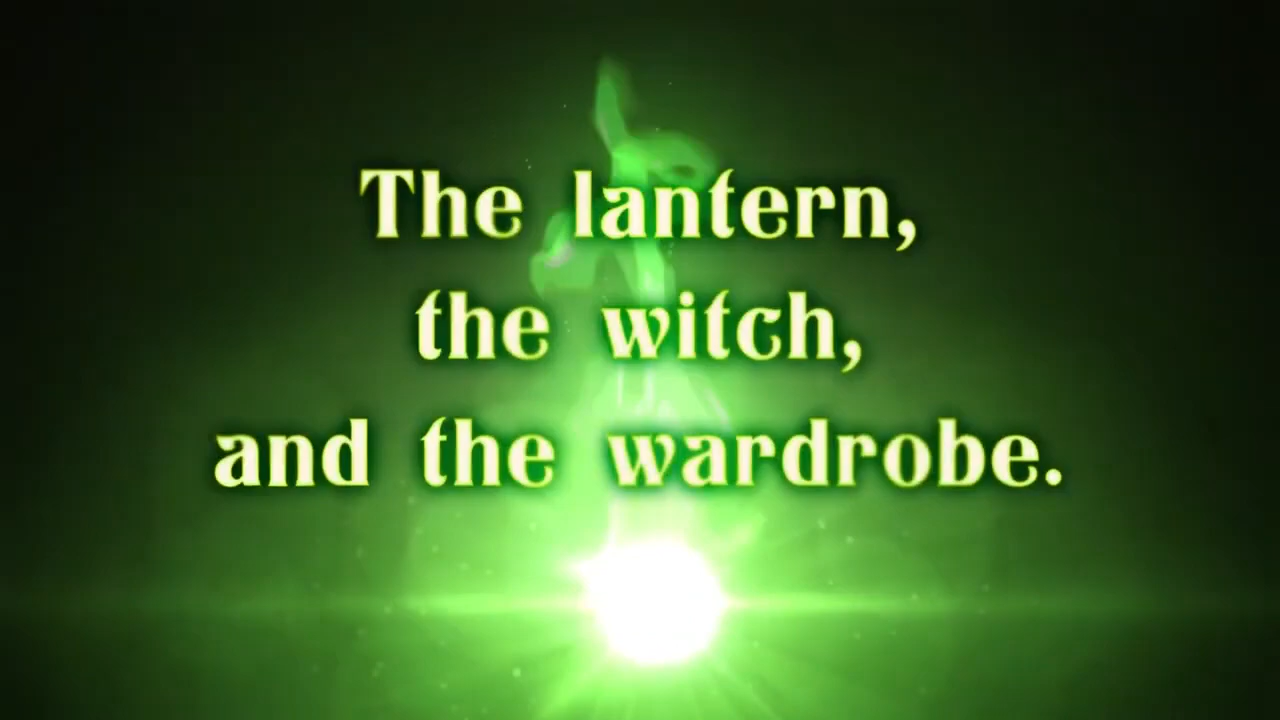 The lantern,
the witch,
and the wardrobe.